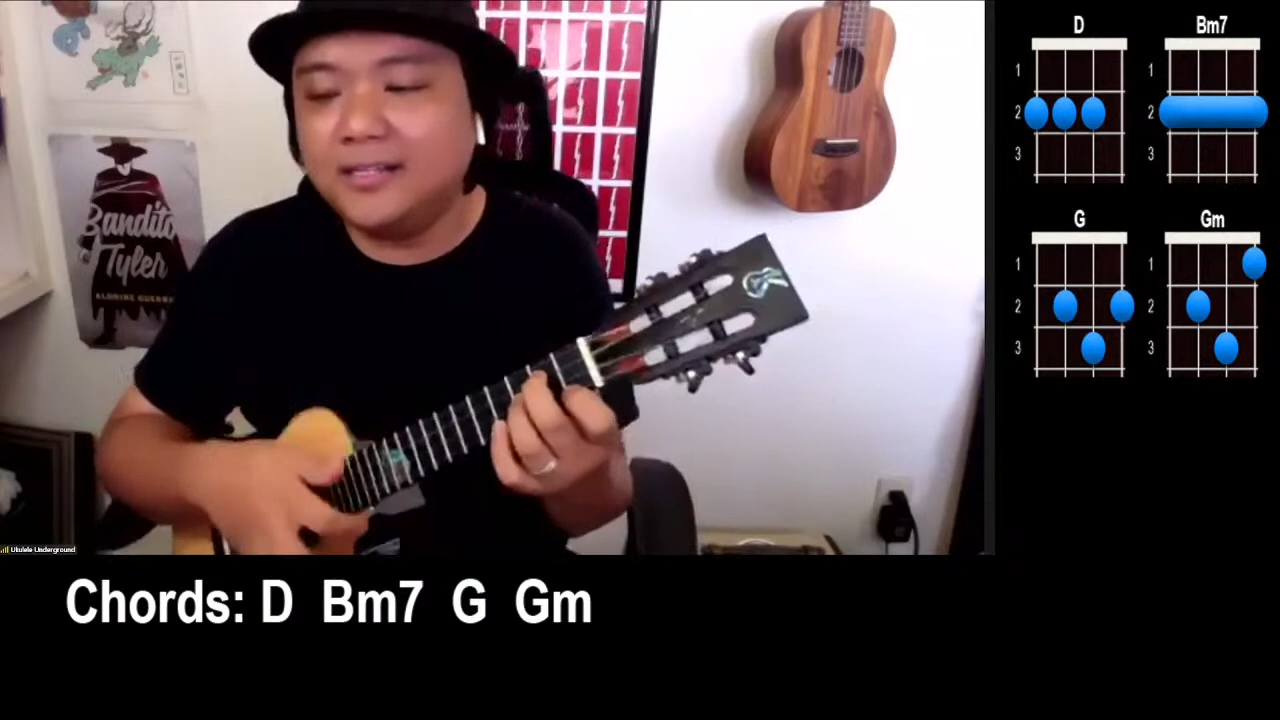 D Bm7
1 1
2 2
3 3
G Gm
1 1
2 2
3 3
Bandito
Tyler
Ukulele Underground
Chords: D Bm7 G Gm